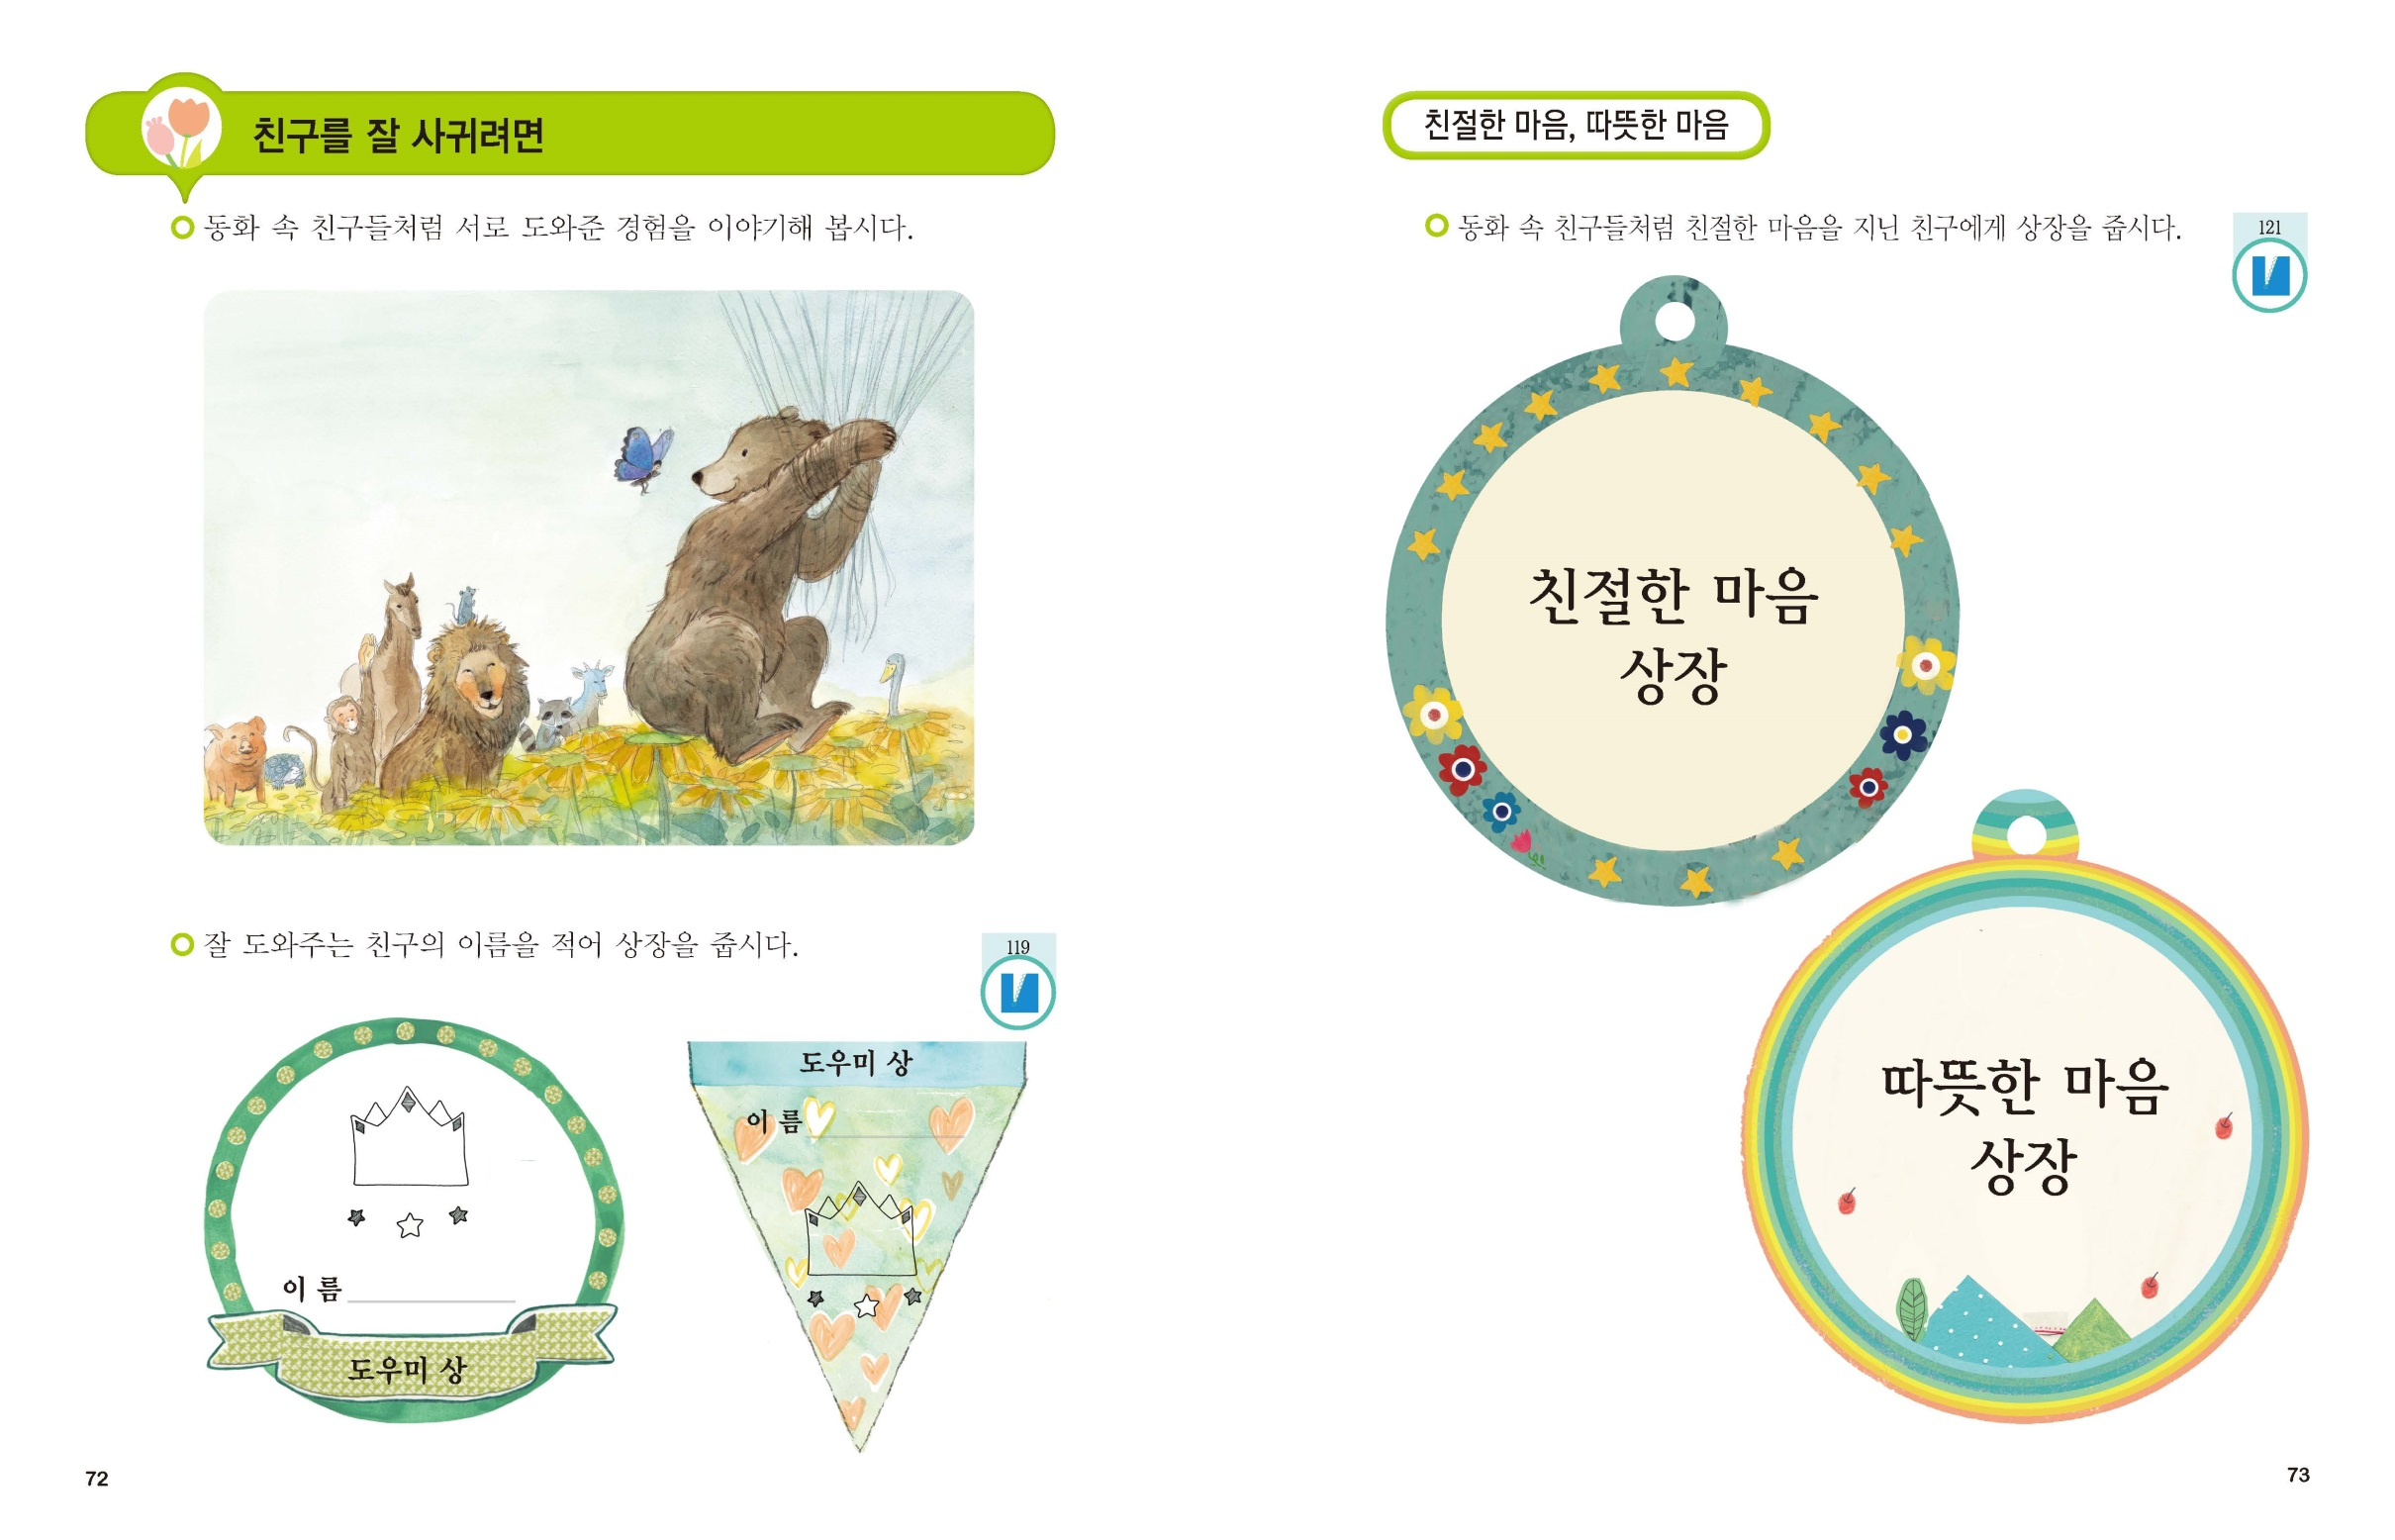 친구를 잘 사귀려면
동화 속 친구들처럼 서로 도와준 경험을 이야기해 봅시다.
잘 도와주는 친구의 이름을 적어 상장을 줍시다.
119
이 름
도우미 상
도우미 상
이 름
72
친절한 마음, 따뜻한 마음
동화 속 친구들처럼 친절한 마음을 지닌 친구에게 상장을 줍시다.
121
친절한 마음
상장
따뜻한 마음
상장
73